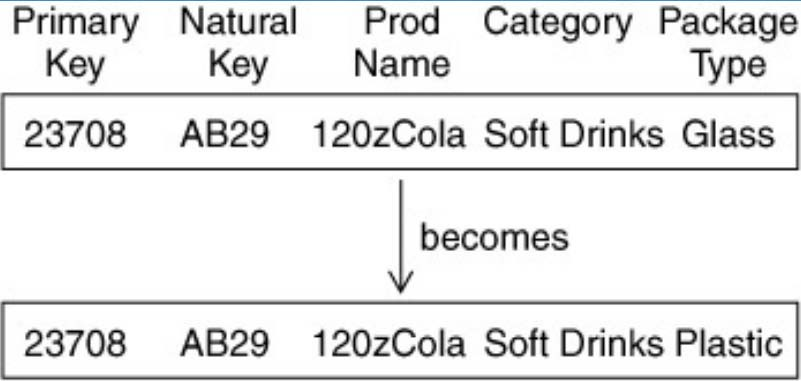 Primary Natural Prod Category Package
Key Key Name Type
23708 AB29 120zCola Soft Drinks Glass
becomes
23708 AB29 120zCola Soft Drinks Plastic